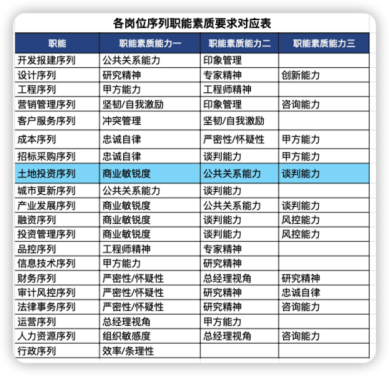 各岗位序列职能素质要求对应表
职能 职能素质能力一 职能素质能力二 职能素质能力三
开发报建序列 公共关系能力 印象管理
设计序列 研究精神 专家精神 创新能力
工程序列 甲方能力 工程师精神
营销管理序列 坚韧/自我激励 印象管理 咨询能力
客户服务序列 冲突管理 坚韧/自我激励
成本序列 忠诚自律 严密性/怀疑性 甲方能力
招标采购序列 忠诚自律 谈判能力 甲方能力
土地投资序列 商业敏锐度 公共关系能力 谈判能力
城市更新序列 公共关系能力 谈判能力
产业发展序列 商业敏锐度 公共关系能力 谈判能力
融资序列 商业敏锐度 谈判能力 风控能力
投资管理序列 商业敏锐度 谈判能力 风控能力
品控序列 工程师精神 专家精神
信息技术序列 甲方能力 研究精神
财务序列 严密性/怀疑性 总经理视角 研究精神
审计风控序列 严密性/怀疑性 研究精神 忠诚自律
法律事务序列 严密性/怀疑性 研究精神 咨询能力
运营序列 总经理视角 甲方能力
人力资源序列 组织敏感度 总经理视角 咨询能力
行政序列 效率/条理性